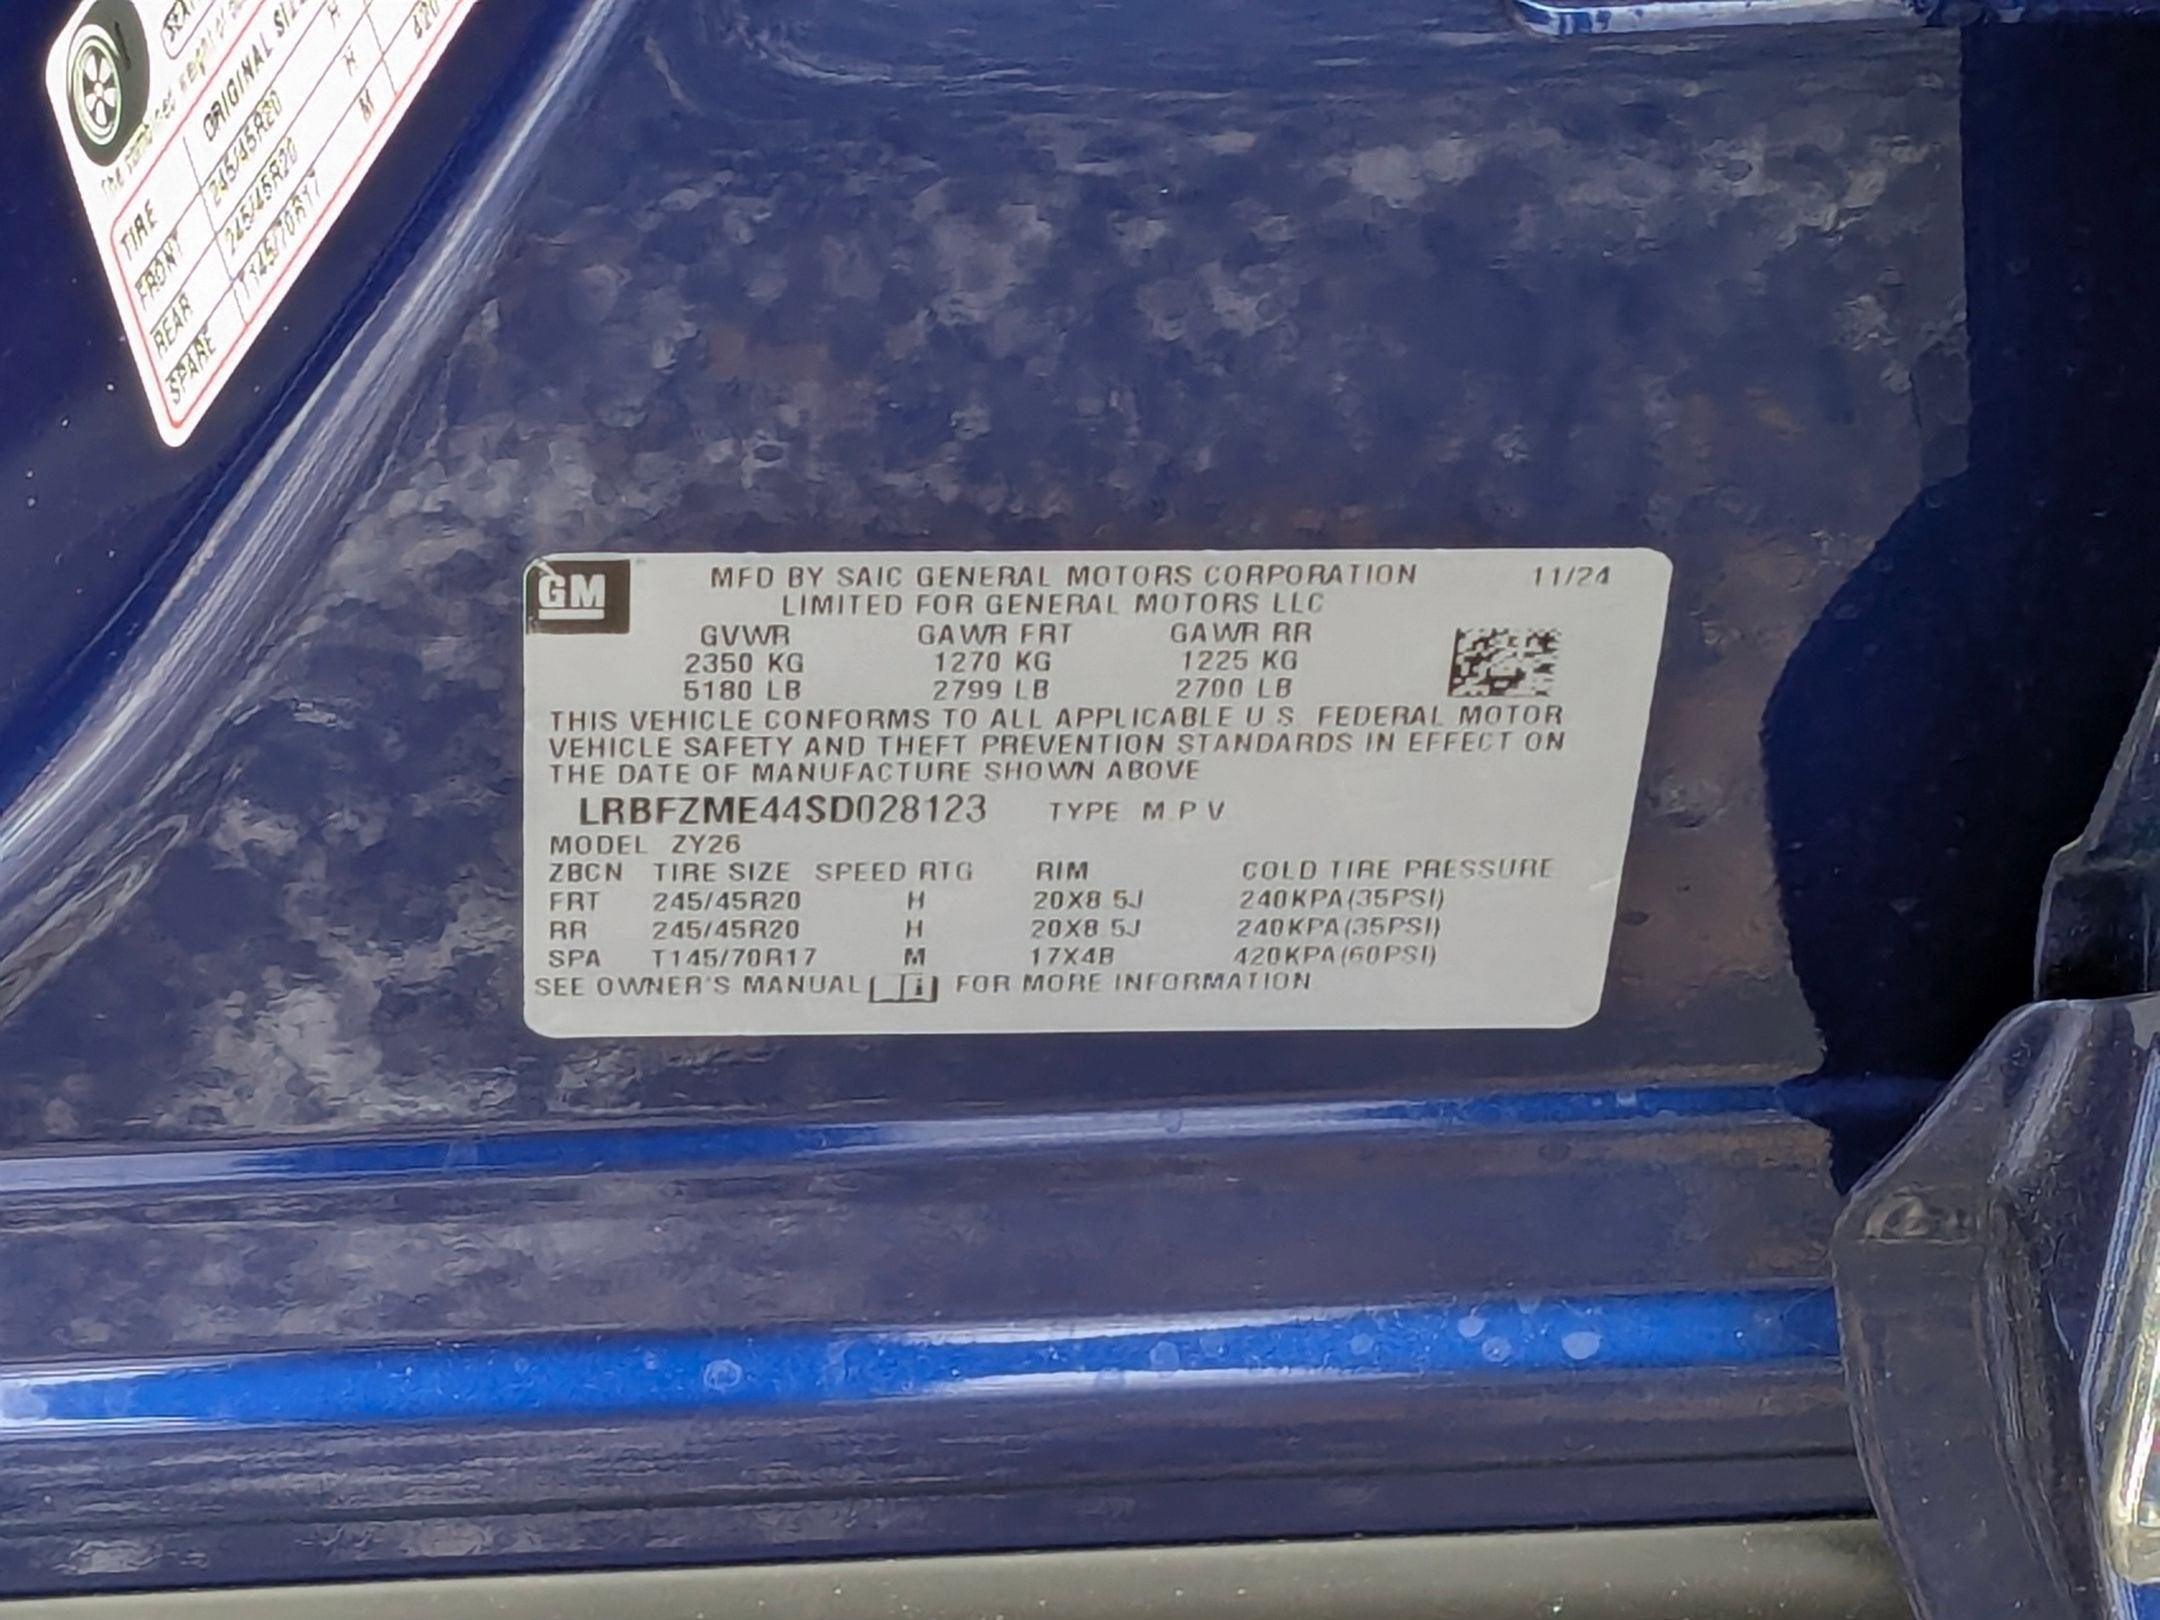 ORIGINAL SIZE
TIRE
FRONT 245/45R20 H
REAR 245/45R20 H
SPARE T145/70R17 M
GM
MFD BY SAIC GENERAL MOTORS CORPORATION 11/24
LIMITED FOR GENERAL MOTORS LLC
GVWR GAWR FRT GAWR RR
2350 KG 1270 KG 1225 KG
5180 LB 2799 LB 2700 LB
THIS VEHICLE CONFORMS TO ALL APPLICABLE U S FEDERAL MOTOR
VEHICLE SAFETY AND THEFT PREVENTION STANDARDS IN EFFECT ON
THE DATE OF MANUFACTURE SHOWN ABOVE
LRBFZME44SD028123 TYPE M P V
MODEL ZY26
ZBCN TIRE SIZE SPEED RTG RIM COLD TIRE PRESSURE
FRT 245/45R20 H 20X8 5J 240KPA(35PSI)
RR 245/45R20 H 20X8 5J 240KPA(35PSI)
SPA T145/70R17 M 17X4B 420KPA(60PSI)
SEE OWNER'S MANUAL i FOR MORE INFORMATION